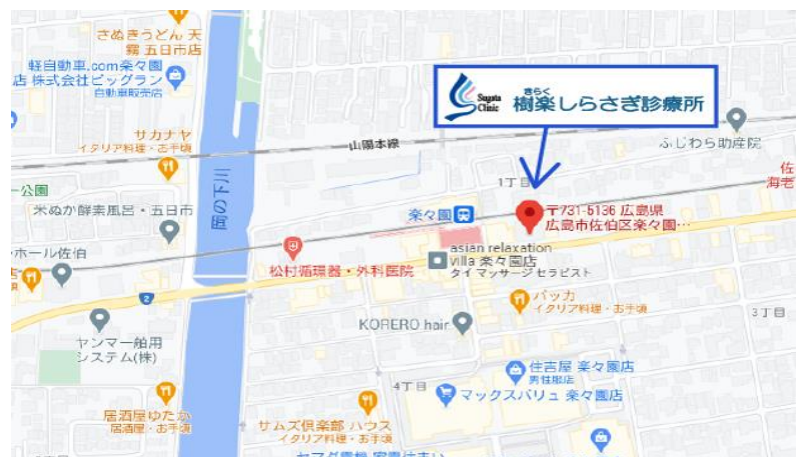 さぬきうどん 天
霧 五日市店
軽自動車.com楽々園
店 株式会社ビッグラン
自動車販売店
サカナヤ
イタリア料理・お手頃
公園
米ぬか酵素風呂・五日市
ホール佐伯
2
ヤンマー舶用
システム(株)
居酒屋ゆたか
居酒屋・お手頃
岡の下川
山陽本線
Sugata
Clinic
きらく
樹楽しらさぎ診療所
ふじわら助産院
1丁目
佐
海老
楽々園
〒731-5136 広島県
広島市佐伯区楽々園…
松村循環器・外科医院
asian relaxation
villa 楽々園店
タイ マッサージ セラピスト
バッカ
イタリア料理・お手頃
KORERO hair
3丁目
住吉屋 楽々園店
男性服店
4丁目
マックスバリュ 楽々園店
サムズ倶楽部 ハウス
イタリア料理・お手頃